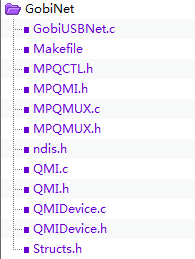 GobiNet
GobiUSBNet.c
Makefile
MPQCTL.h
MPQMI.h
MPQMUX.c
MPQMUX.h
ndis.h
QMI.c
QMI.h
QMIDevice.c
QMIDevice.h
Structs.h